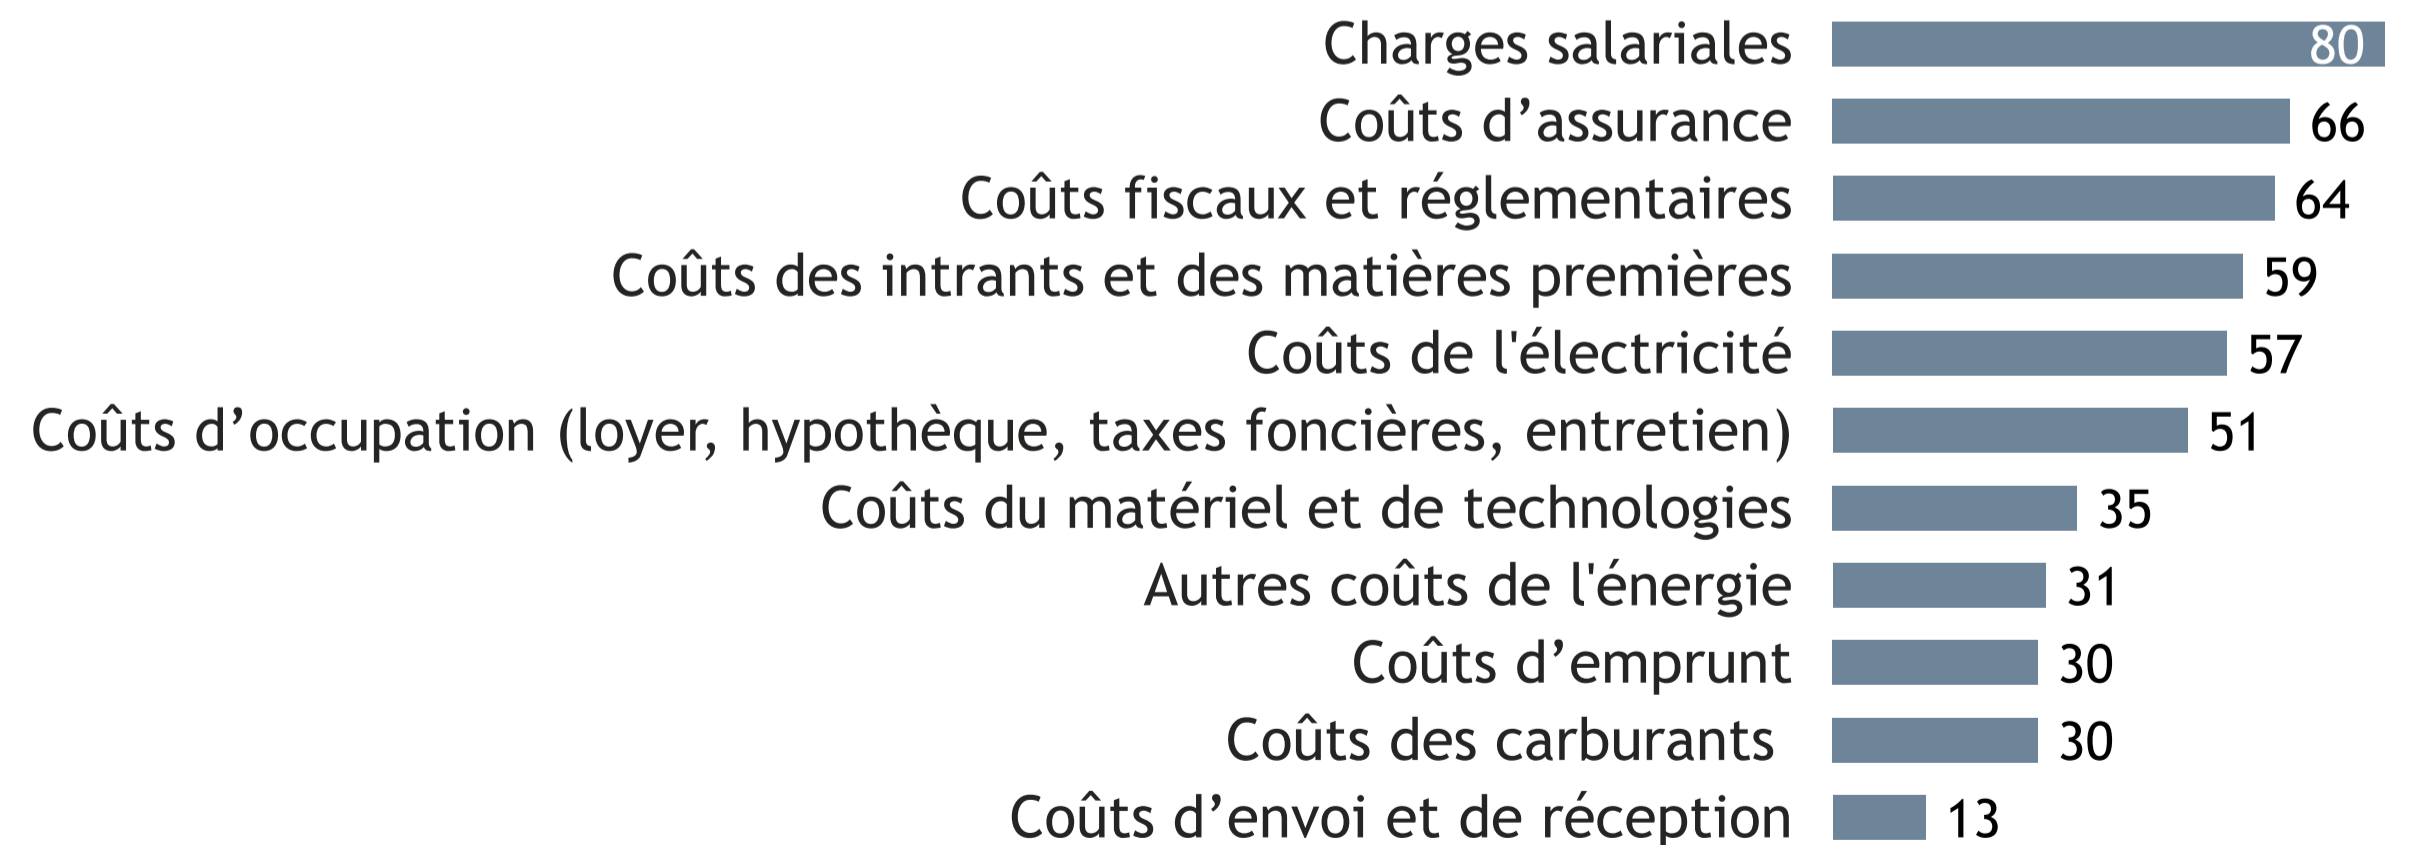 Charges salariales 80
Coûts d’assurance 66
Coûts fiscaux et réglementaires 64
Coûts des intrants et des matières premières 59
Coûts de l'électricité 57
Coûts d’occupation (loyer, hypothèque, taxes foncières, entretien) 51
Coûts du matériel et de technologies 35
Autres coûts de l'énergie 31
Coûts d’emprunt 30
Coûts des carburants 30
Coûts d’envoi et de réception 13